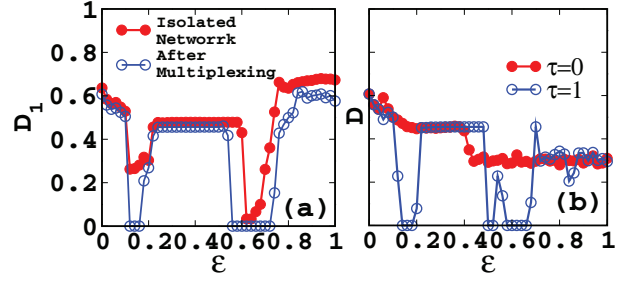 Isolated
Networrk
After
Multiplexing
τ=0
τ=1
1
0.8
0.6
0.4
0.2
0
D1
D
(a)
(b)
0 0.2 0.4 0.6 0.8 1
0 0.2 0.4 0.6 0.8 1
ε
ε